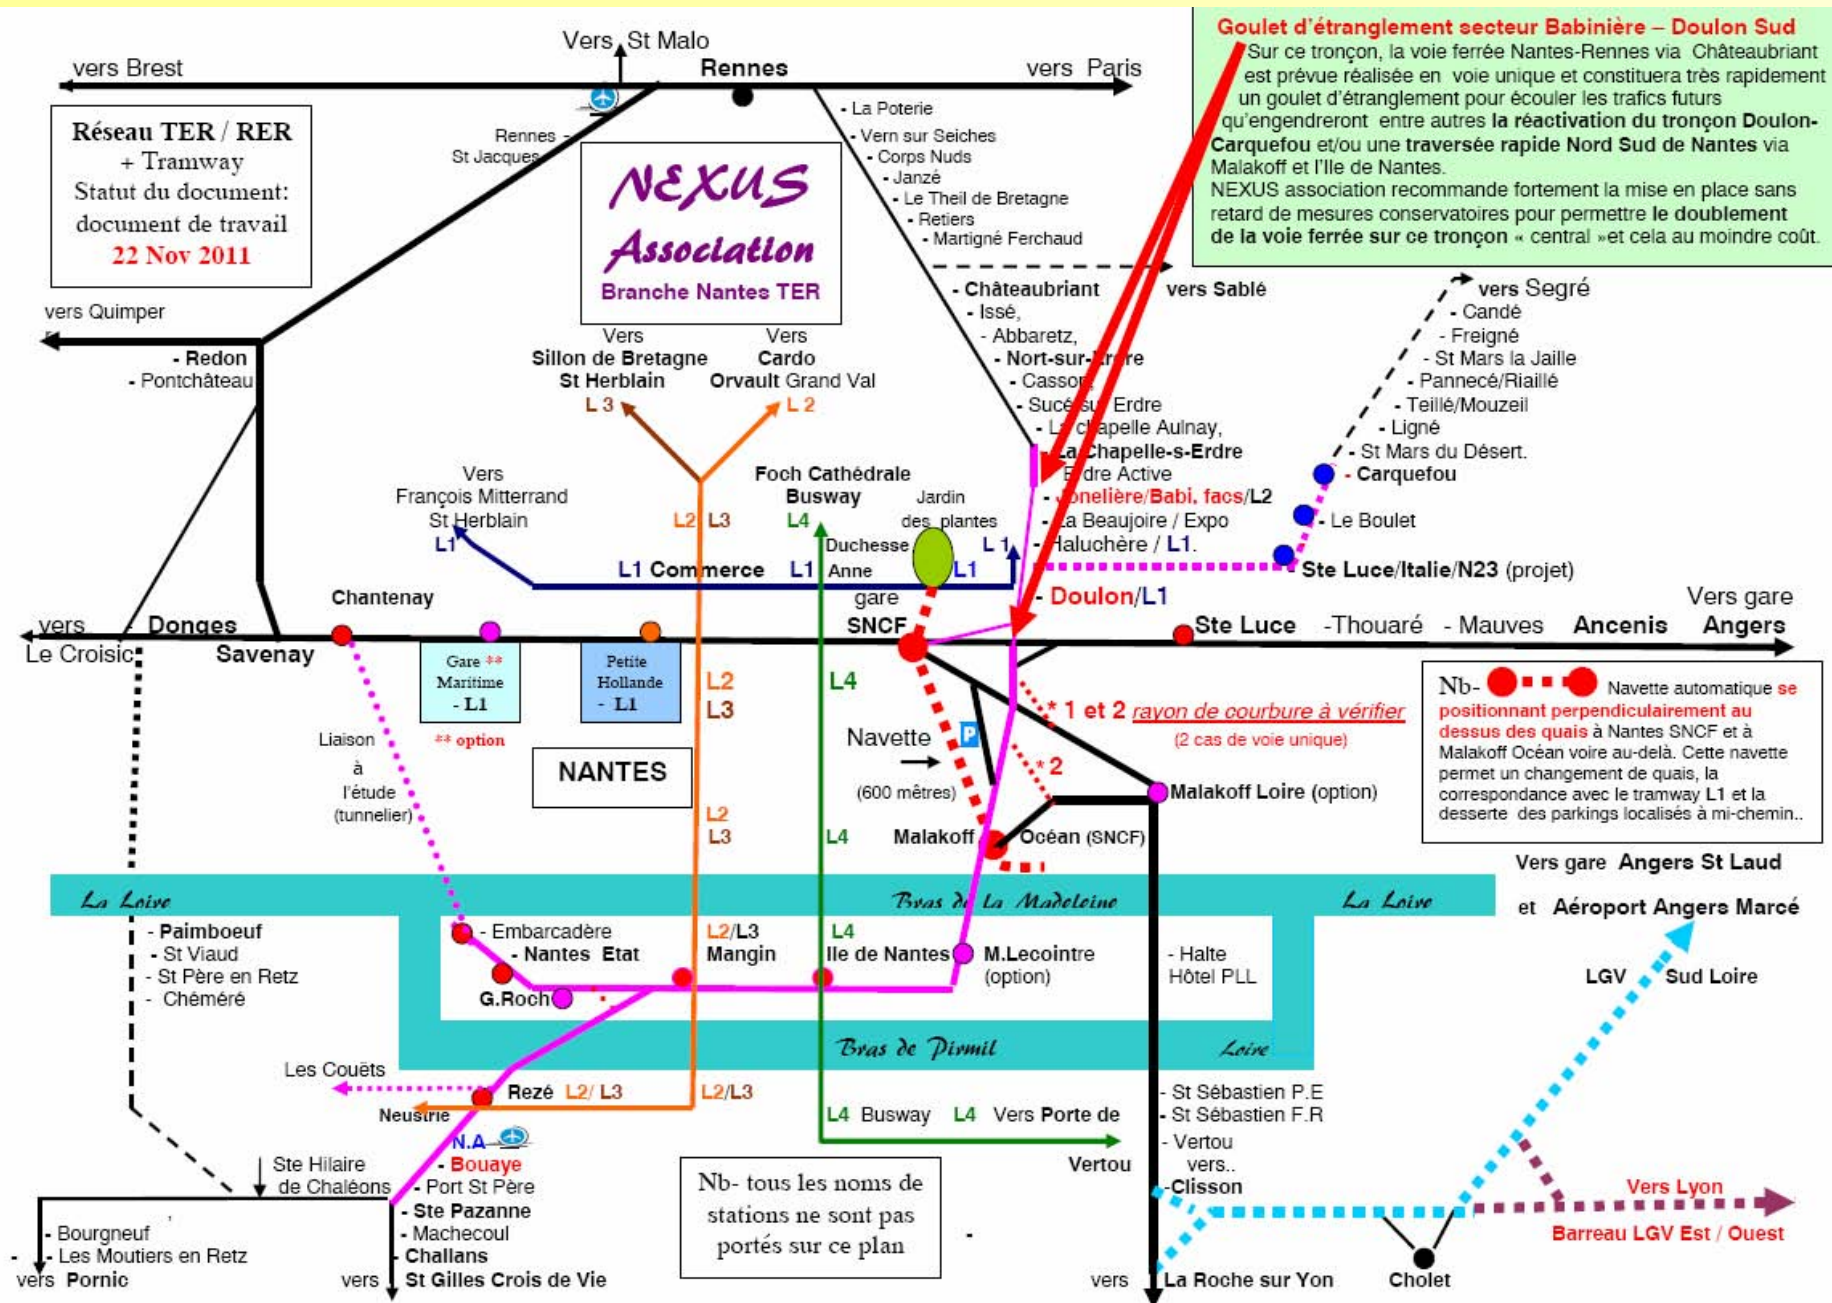 Vers St Malo
vers Brest
Rennes
vers Paris
Réseau TER / RER
+ Tramway
Statut du document:
document de travail
22 Nov 2011
Rennes -
St Jacques
NEXUS
Association
Branche Nantes TER
- La Poterie
- Vern sur Seiches
- Corps Nuds
- Janzé
- Le Theil de Bretagne
- Retiers
- Martigné Ferchaud
Goulet d'étranglement secteur Babinière – Doulon Sud
Sur ce tronçon, la voie ferrée Nantes-Rennes via Châteaubriant
est prévue réalisée en voie unique et constituera très rapidement
un goulet d'étranglement pour écouler les trafics futurs
qu'engendreront entre autres la réactivation du tronçon Doulon-
Carquefou et/ou une traversée rapide Nord Sud de Nantes via
Malakoff et l'Ile de Nantes.
NEXUS association recommande fortement la mise en place sans
retard de mesures conservatoires pour permettre le doublement
de la voie ferrée sur ce tronçon « central »et cela au moindre coût.
vers Quimper
- Redon
- Pontchâteau
Vers
Sillon de Bretagne
St Herblain
L 3
Vers
Cardo
Orvault Grand Val
L 2
- Châteaubriant
vers Sablé
- Issé,
- Abbaretz,
- Nort-sur-Erdre
- Casson,
- Sucé sur Erdre
- La chapelle Aulnay,
- La Chapelle-s-Erdre
Erdre Active
- Jonelière/Babi, facs/L2
- La Beaujoire / Expo
- Haluchère / L1.
- Doulon/L1
vers Segré
- Candé
- Freigné
- St Mars la Jaille
- Pannecé/Riaillé
- Teillé/Mouzeil
- Ligné
- St Mars du Désert.
- Carquefou
- Le Boulet
Ste Luce/Italie/N23 (projet)
Vers
François Mitterrand
St Herblain
L1
L2 L3
Foch Cathédrale
Busway
L4
Jardin
des plantes
Duchesse
Anne
L1 Commerce
L1
L1
L 1
gare
SNCF
Chantenay
vers
Le Croisic
- Donges
Savenay
Ste Luce -Thouaré - Mauves Ancenis
Vers gare
Angers
Gare **
Maritime
- L1
** option
Petite
Hollande
- L1
L2
L3
L4
NANTES
Liaison
à
l'étude
(tunnelier)
Navette
(600 mêtres)
P
* 1 et 2 rayon de courbure à vérifier
(2 cas de voie unique)
* 2
Nb-
Navette automatique se
positionnant perpendiculairement au
dessus des quais à Nantes SNCF et à
Malakoff Océan voire au-delà. Cette navette
permet un changement de quais, la
correspondance avec le tramway L1 et la
desserte des parkings localisés à mi-chemin..
L2
L3
L4
Malakoff Océan (SNCF)
Malakoff Loire (option)
Vers gare Angers St Laud
et Aéroport Angers Marcé
La Loire
Bras de La Madeleine
La Loire
- Paimboeuf
- St Viaud
- St Père en Retz
- Chéméré
- Embarcadère
- Nantes Etat
G.Roch
L2/L3
Mangin
L4
Ile de Nantes
M.Lecointre
(option)
- Halte
Hôtel PLL
LGV Sud Loire
Bras de Pirmil
Loire
Les Couëts
Rezé L2/ L3
L2/L3
Neustrie
N.A
L4 Busway L4 Vers Porte de
Vertou
- St Sébastien P.E
- St Sébastien F.R
- Vertou
vers..
-Clisson
Ste Hilaire
de Chaléons
- Bouaye
- Port St Père
- Ste Pazanne
- Machecoul
- Challans
vers St Gilles Crois de Vie
- Bourgneuf
- Les Moutiers en Retz
vers Pornic
Nb- tous les noms de
stations ne sont pas
portés sur ce plan
-
Vers Lyon
Barreau LGV Est / Ouest
vers La Roche sur Yon
Cholet